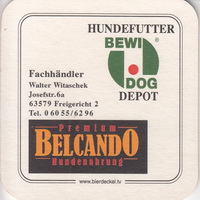 HUNDEFUTTER
BEWI
DOG
DEPOT
Fachhändler
Walter Witaschek
Josefstr.6a
63579 Freigericht 2
Tel. 0 60 55/62 96
Premium
BELCANDO
Hundenahrung
www.bierdeckel.tv